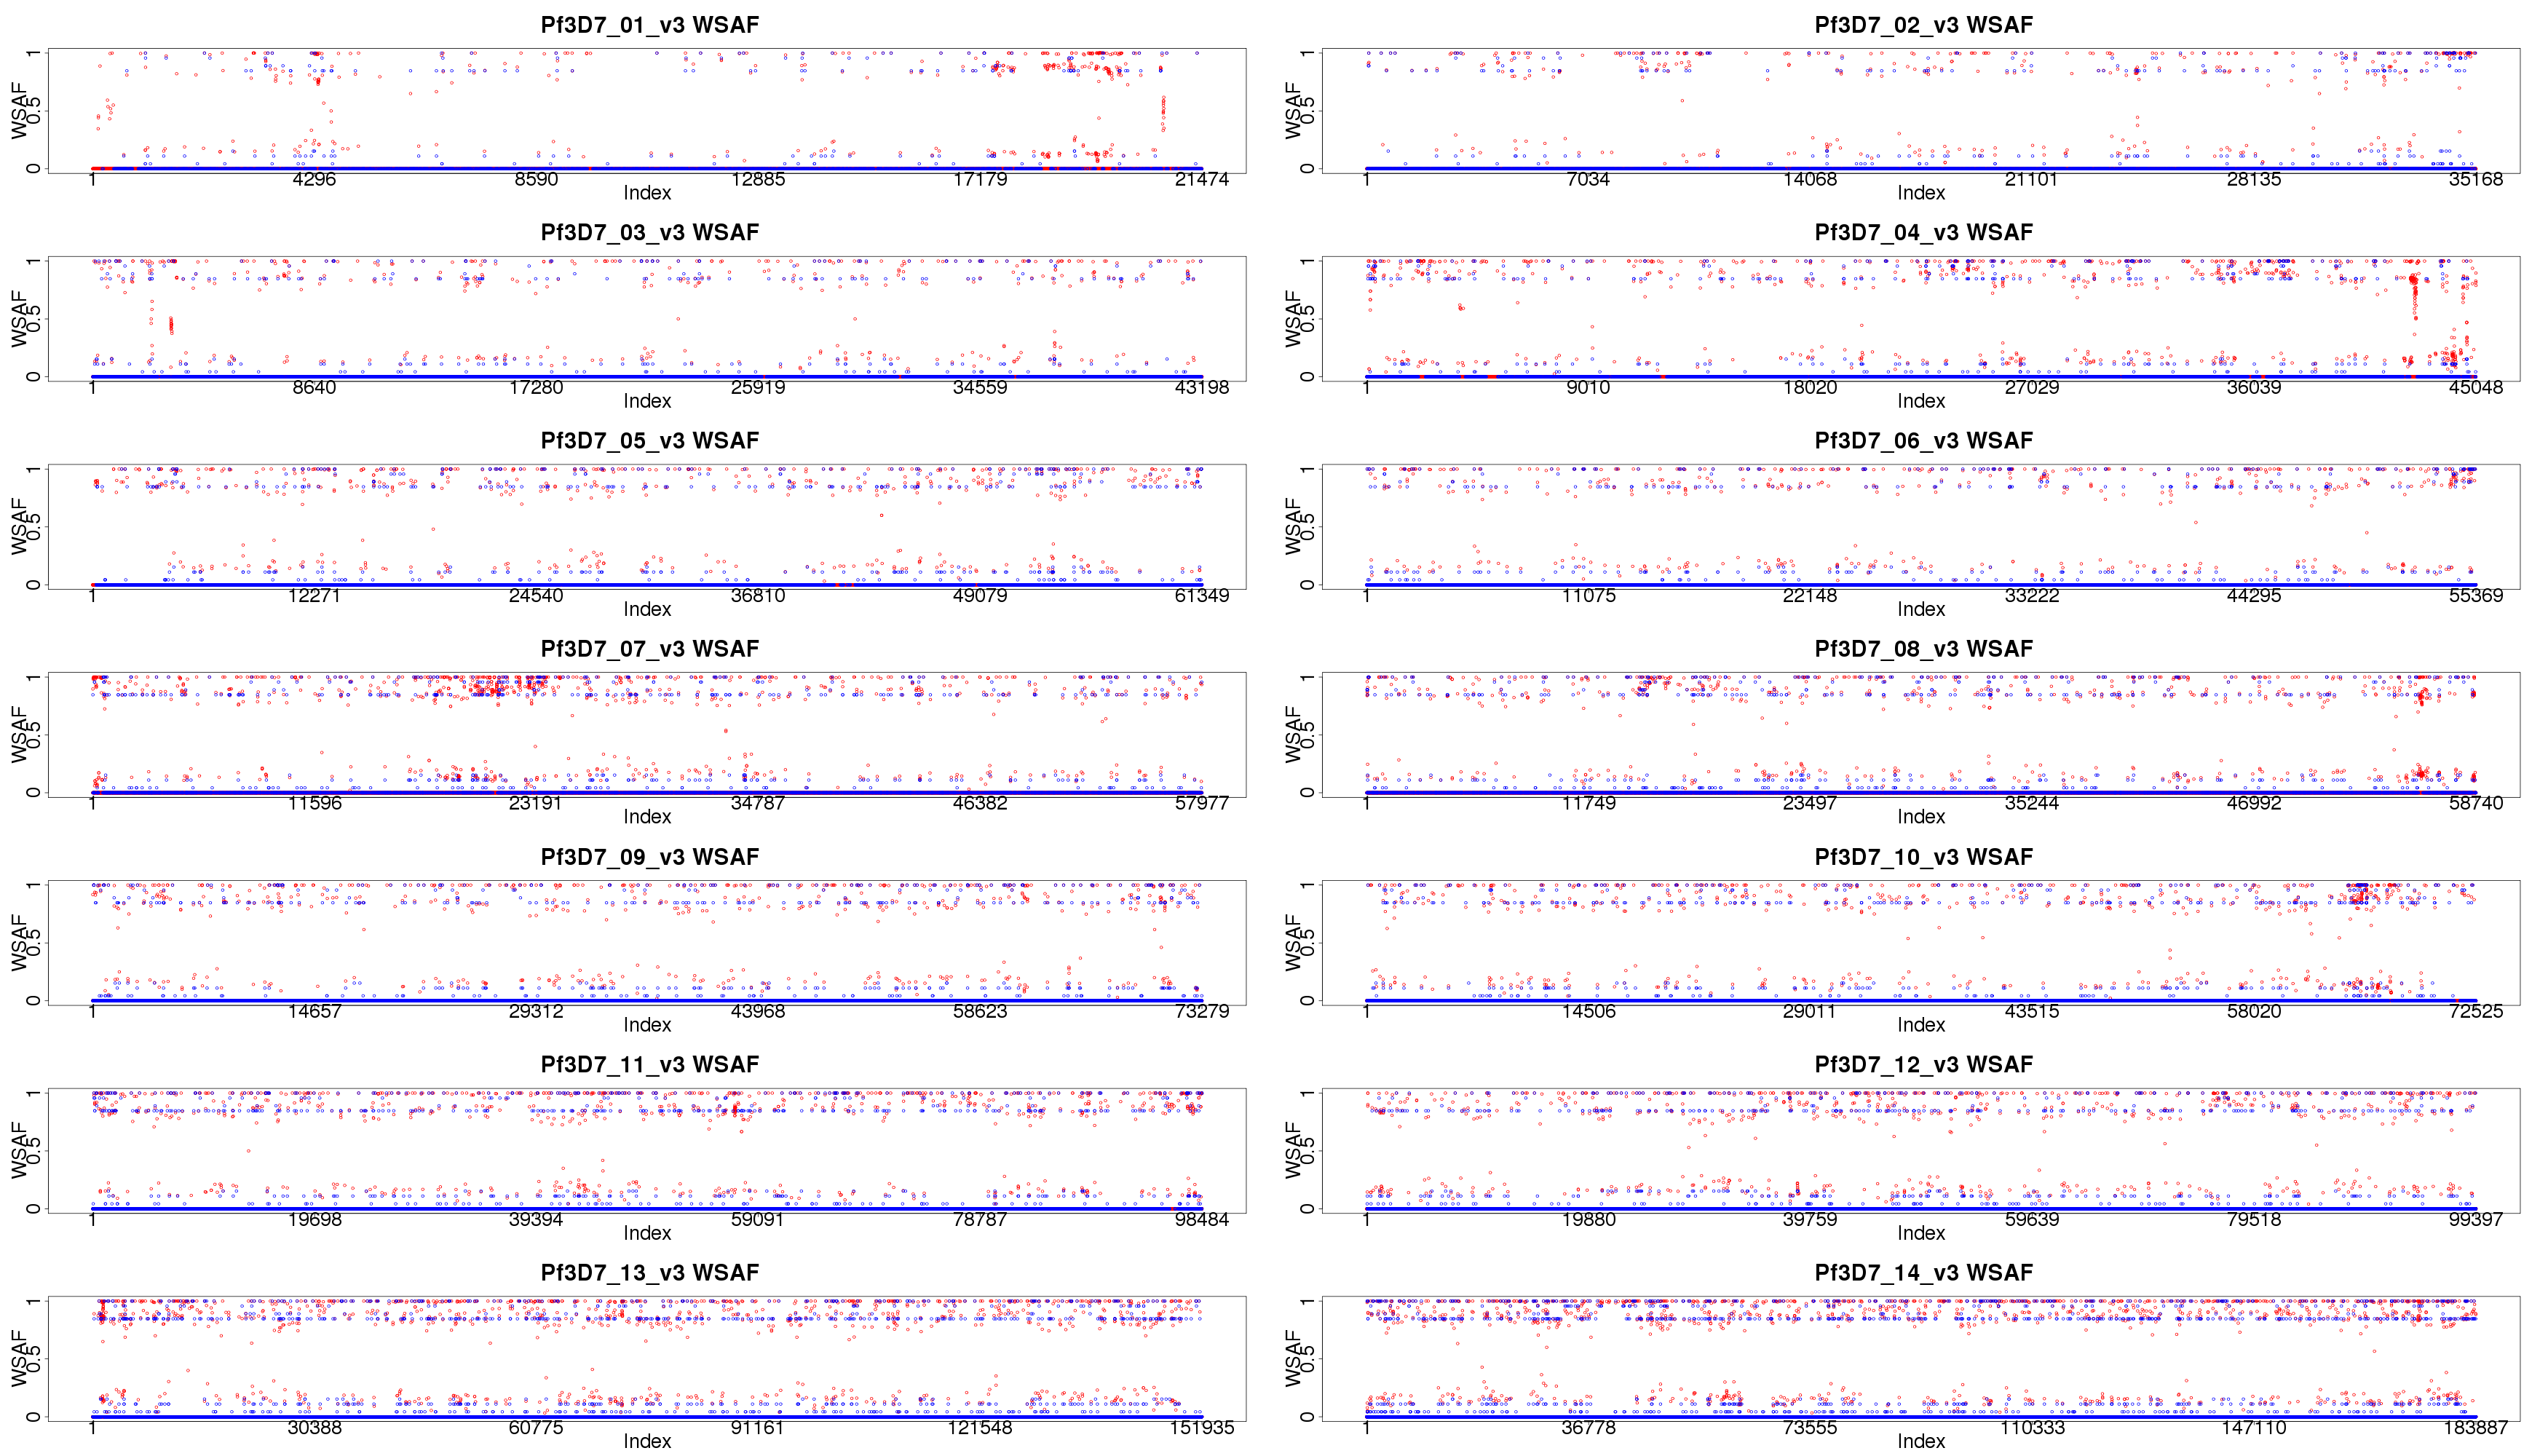 Pf3D7_01_v3 WSAF
WSAF
0 0.5 1
1 4296 8590 12885 17179 21474
Index
Pf3D7_02_v3 WSAF
WSAF
0 0.5 1
1 7034 14068 21101 28135 35168
Index
Pf3D7_03_v3 WSAF
WSAF
0 0.5 1
1 8640 17280 25919 34559 43198
Index
Pf3D7_04_v3 WSAF
WSAF
0 0.5 1
1 9010 18020 27029 36039 45048
Index
Pf3D7_05_v3 WSAF
WSAF
0 0.5 1
1 12271 24540 36810 49079 61349
Index
Pf3D7_06_v3 WSAF
WSAF
0 0.5 1
1 11075 22148 33222 44295 55369
Index
Pf3D7_07_v3 WSAF
WSAF
0 0.5 1
1 11596 23191 34787 46382 57977
Index
Pf3D7_08_v3 WSAF
WSAF
0 0.5 1
1 11749 23497 35244 46992 58740
Index
Pf3D7_09_v3 WSAF
WSAF
0 0.5 1
1 14657 29312 43968 58623 73279
Index
Pf3D7_10_v3 WSAF
WSAF
0 0.5 1
1 14506 29011 43515 58020 72525
Index
Pf3D7_11_v3 WSAF
WSAF
0 0.5 1
1 19698 39394 59091 78787 98484
Index
Pf3D7_12_v3 WSAF
WSAF
0 0.5 1
1 19880 39759 59639 79518 99397
Index
Pf3D7_13_v3 WSAF
WSAF
0 0.5 1
1 30388 60775 91161 121548 151935
Index
Pf3D7_14_v3 WSAF
WSAF
0 0.5 1
1 36778 73555 110333 147110 183887
Index